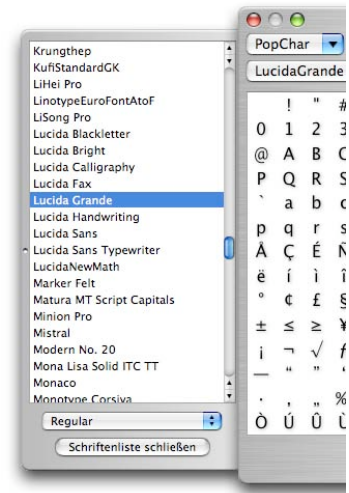 Krungthep
KufiStandardGK
LiHei Pro
LinotypeEuroFontAtoF
LiSong Pro
Lucida Blackletter
Lucida Bright
Lucida Calligraphy
Lucida Fax
Lucida Grande
Lucida Handwriting
Lucida Sans
Lucida Sans Typewriter
LucidaNewMath
Marker Felt
Matura MT Script Capitals
Minion Pro
Mistral
Modern No. 20
Mona Lisa Solid ITC TT
Monaco
Monotype Corsiva
Regular
Schriftenliste schließen
PopChar
LucidaGrande
! " #
0 1 2 3
@ A B C
P Q R S
` a b c
p q r s
Å Ç É Ñ
ë í ì î
° ¢ £ §
± ≤ ≥ ¥
¡ ¬ √ ƒ
— “ ” ‘
· ‚ „ ‰
Ò Ú Û Ù